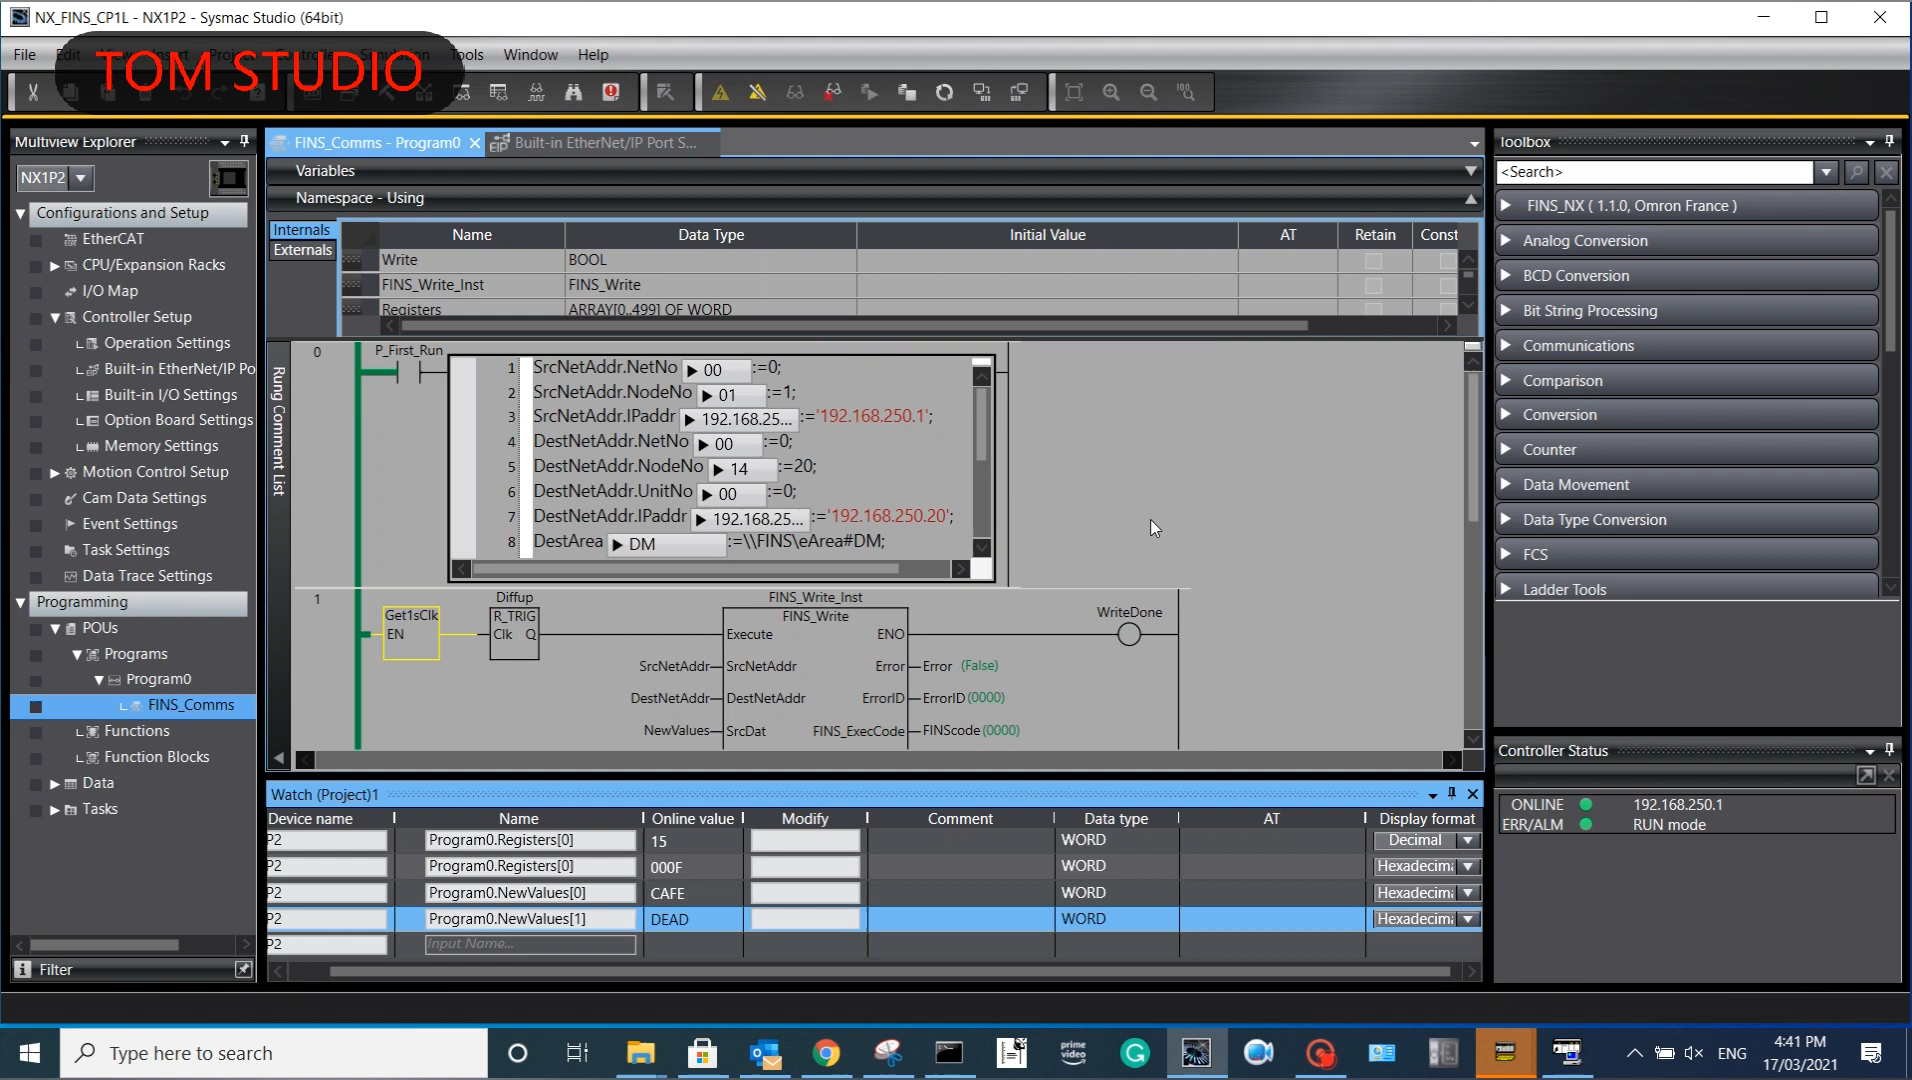 NX_FINS_CP1L - NX1P2 - Sysmac Studio (64bit)
File Edit View Insert Project Controller Simulation Tools Window Help
TOM STUDIO
Multiview Explorer
NX1P2
Configurations and Setup
EtherCAT
CPU/Expansion Racks
I/O Map
Controller Setup
Operation Settings
Built-in EtherNet/IP Po
Built-in I/O Settings
Option Board Settings
Memory Settings
Motion Control Setup
Cam Data Settings
Event Settings
Task Settings
Data Trace Settings
Programming
POUs
Programs
Program0
FINS_Comms
Functions
Function Blocks
Data
Tasks
Filter
FINS_Comms - Program0
Built-in EtherNet/IP Port S...
Variables
Namespace - Using
Internals
Externals
Name Data Type Initial Value AT Retain Const
Write BOOL
FINS_Write_Inst FINS_Write
Registers ARRAY[0..499] OF WORD
Rung Comment List
0
P_First_Run
1 SrcNetAddr.NetNo 00 :=0;
2 SrcNetAddr.NodeNo 01 :=1;
3 SrcNetAddr.IPaddr 192.168.25... :='192.168.250.1';
4 DestNetAddr.NetNo 00 :=0;
5 DestNetAddr.NodeNo 14 :=20;
6 DestNetAddr.UnitNo 00 :=0;
7 DestNetAddr.IPaddr 192.168.25... :='192.168.250.20';
8 DestArea DM :=\\FINS\eArea#DM;
1
Get1sClk
EN
Diffup
R_TRIG
Clk Q
FINS_Write_Inst
FINS_Write
Execute ENO
WriteDone
SrcNetAddr SrcNetAddr Error Error (False)
DestNetAddr DestNetAddr ErrorID ErrorID (0000)
NewValues SrcDat FINS_ExecCode FINScode (0000)
Watch (Project)1
Device name Name Online value Modify Comment Data type AT Display format
P2 Program0.Registers[0] 15 WORD Decimal
P2 Program0.Registers[0] 000F WORD Hexadecima
P2 Program0.NewValues[0] CAFE WORD Hexadecima
P2 Program0.NewValues[1] DEAD WORD Hexadecima
P2 Input Name...
Toolbox
<Search>
FINS_NX ( 1.1.0, Omron France )
Analog Conversion
BCD Conversion
Bit String Processing
Communications
Comparison
Conversion
Counter
Data Movement
Data Type Conversion
FCS
Ladder Tools
Controller Status
ONLINE 192.168.250.1
ERR/ALM RUN mode
Type here to search
prime
video
ENG
4:41 PM
17/03/2021